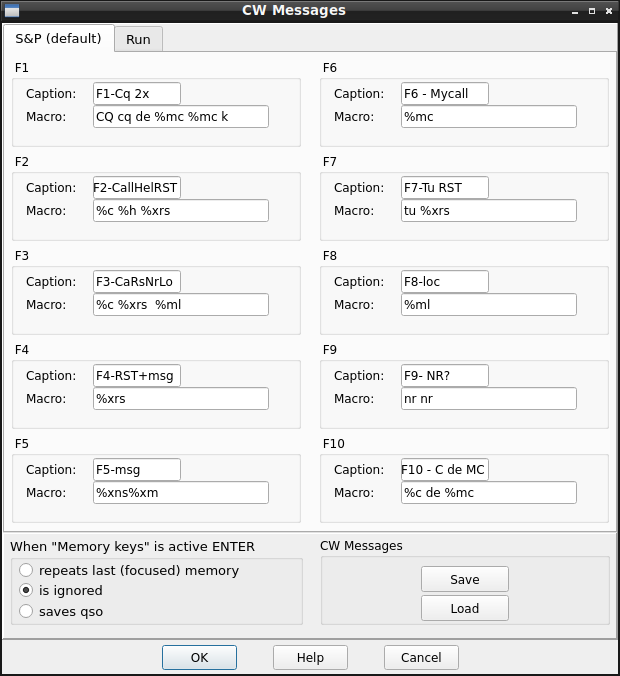 CW Messages
S&P (default)
Run
F1
Caption: F1-Cq 2x
Macro: CQ cq de %mc %mc k
F2
Caption: F2-CallHelRST
Macro: %c %h %xrs
F3
Caption: F3-CaRsNrLo
Macro: %c %xrs  %ml
F4
Caption: F4-RST+msg
Macro: %xrs
F5
Caption: F5-msg
Macro: %xns%xm
F6
Caption: F6 - Mycall
Macro: %mc
F7
Caption: F7-Tu RST
Macro: tu %xrs
F8
Caption: F8-loc
Macro: %ml
F9
Caption: F9- NR?
Macro: nr nr
F10
Caption: F10 - C de MC
Macro: %c de %mc
When "Memory keys" is active ENTER
repeats last (focused) memory
is ignored
saves qso
CW Messages
Save
Load
OK
Help
Cancel